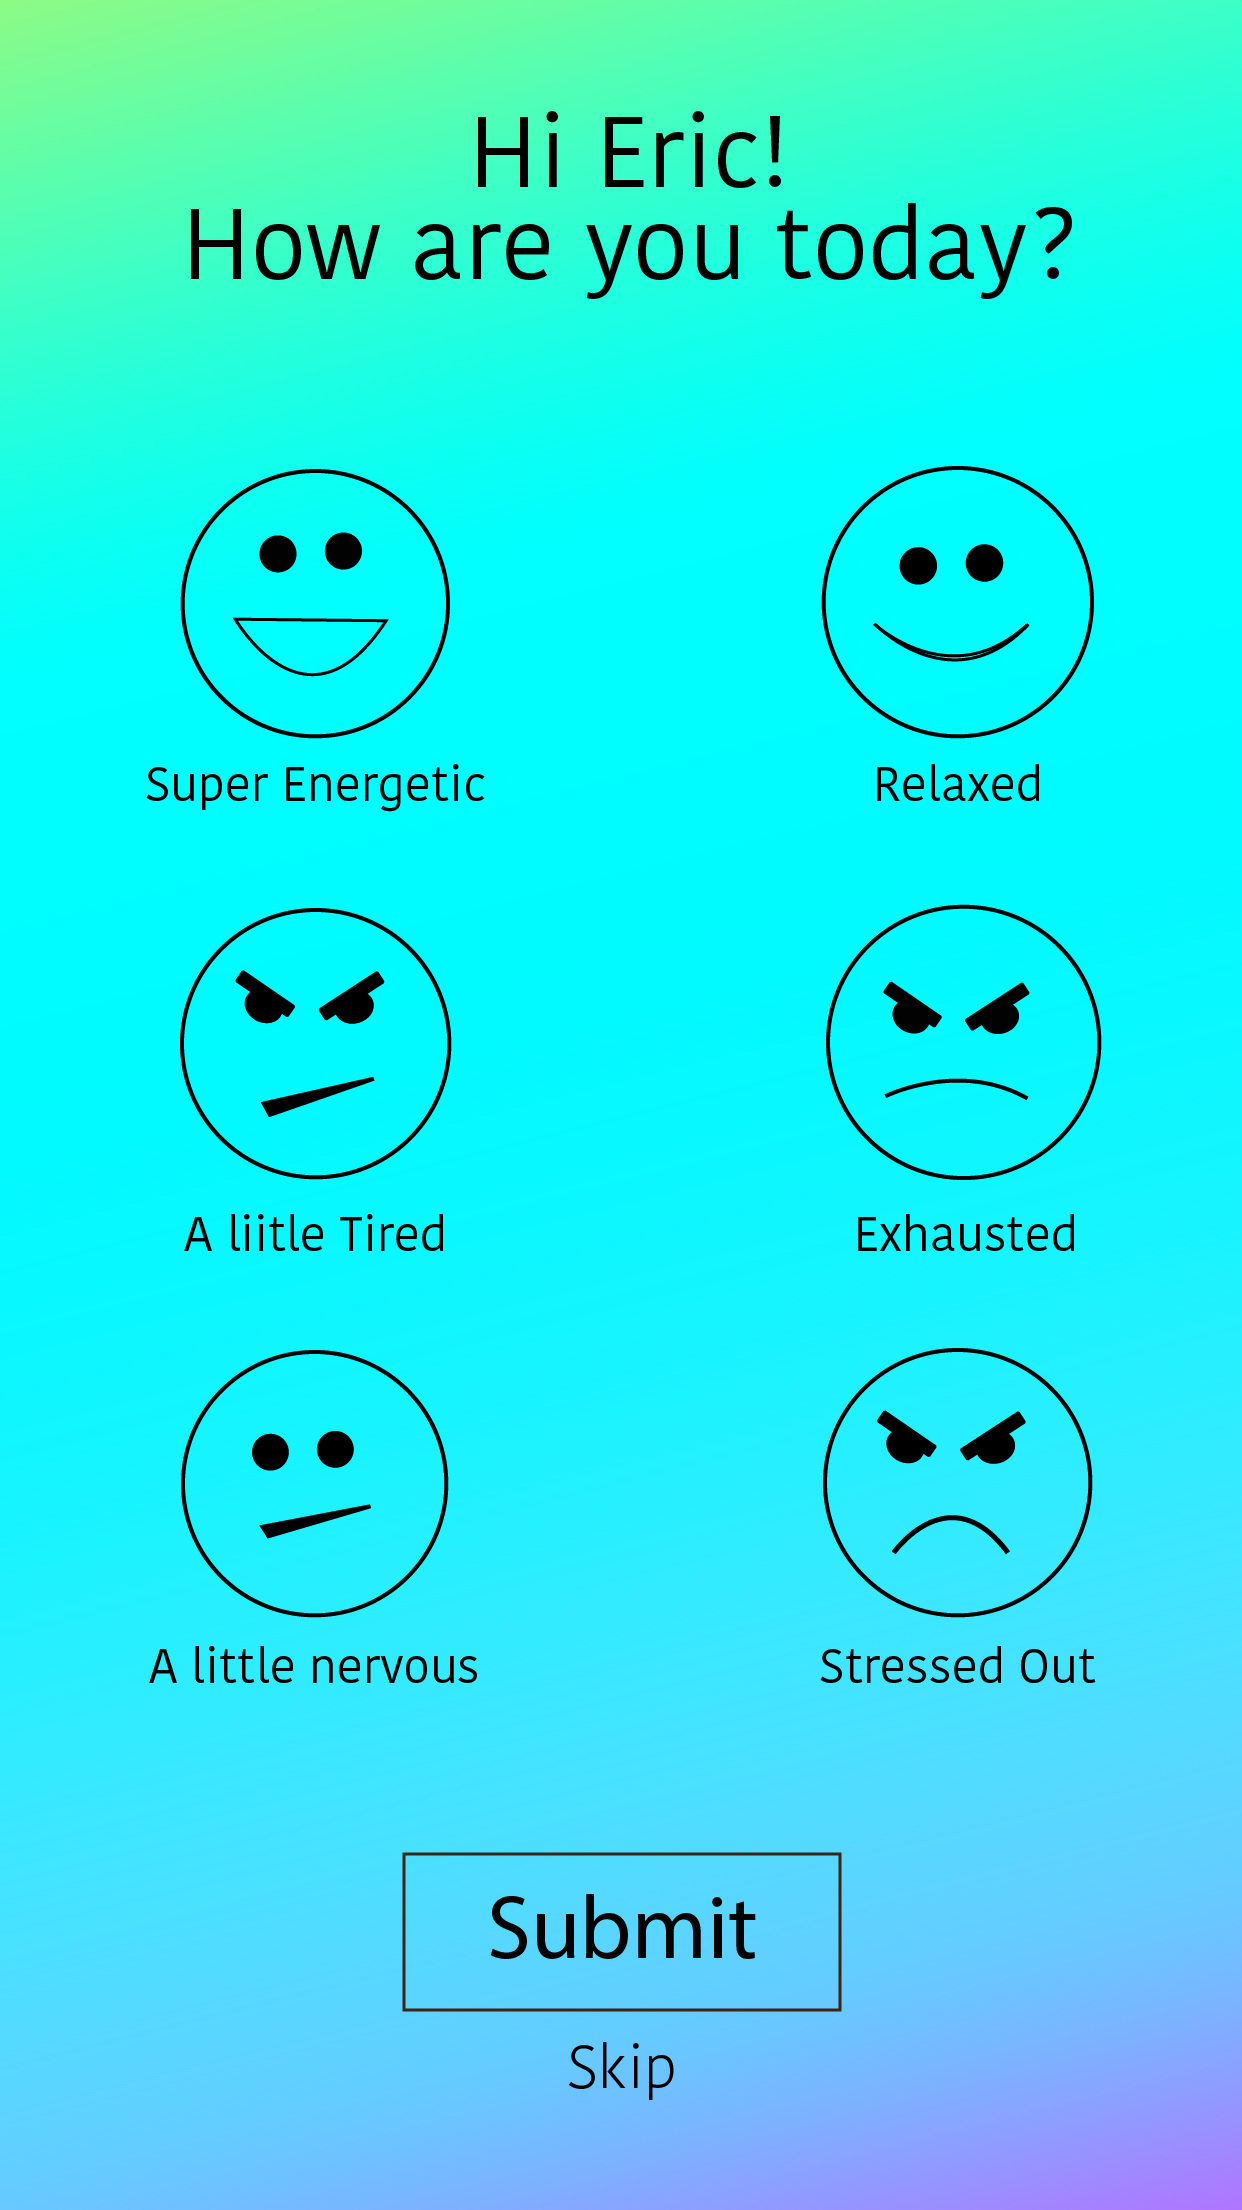 Hi Eric!
How are you today?
Super Energetic
Relaxed
A liitle Tired
Exhausted
A little nervous
Stressed Out
Submit
Skip